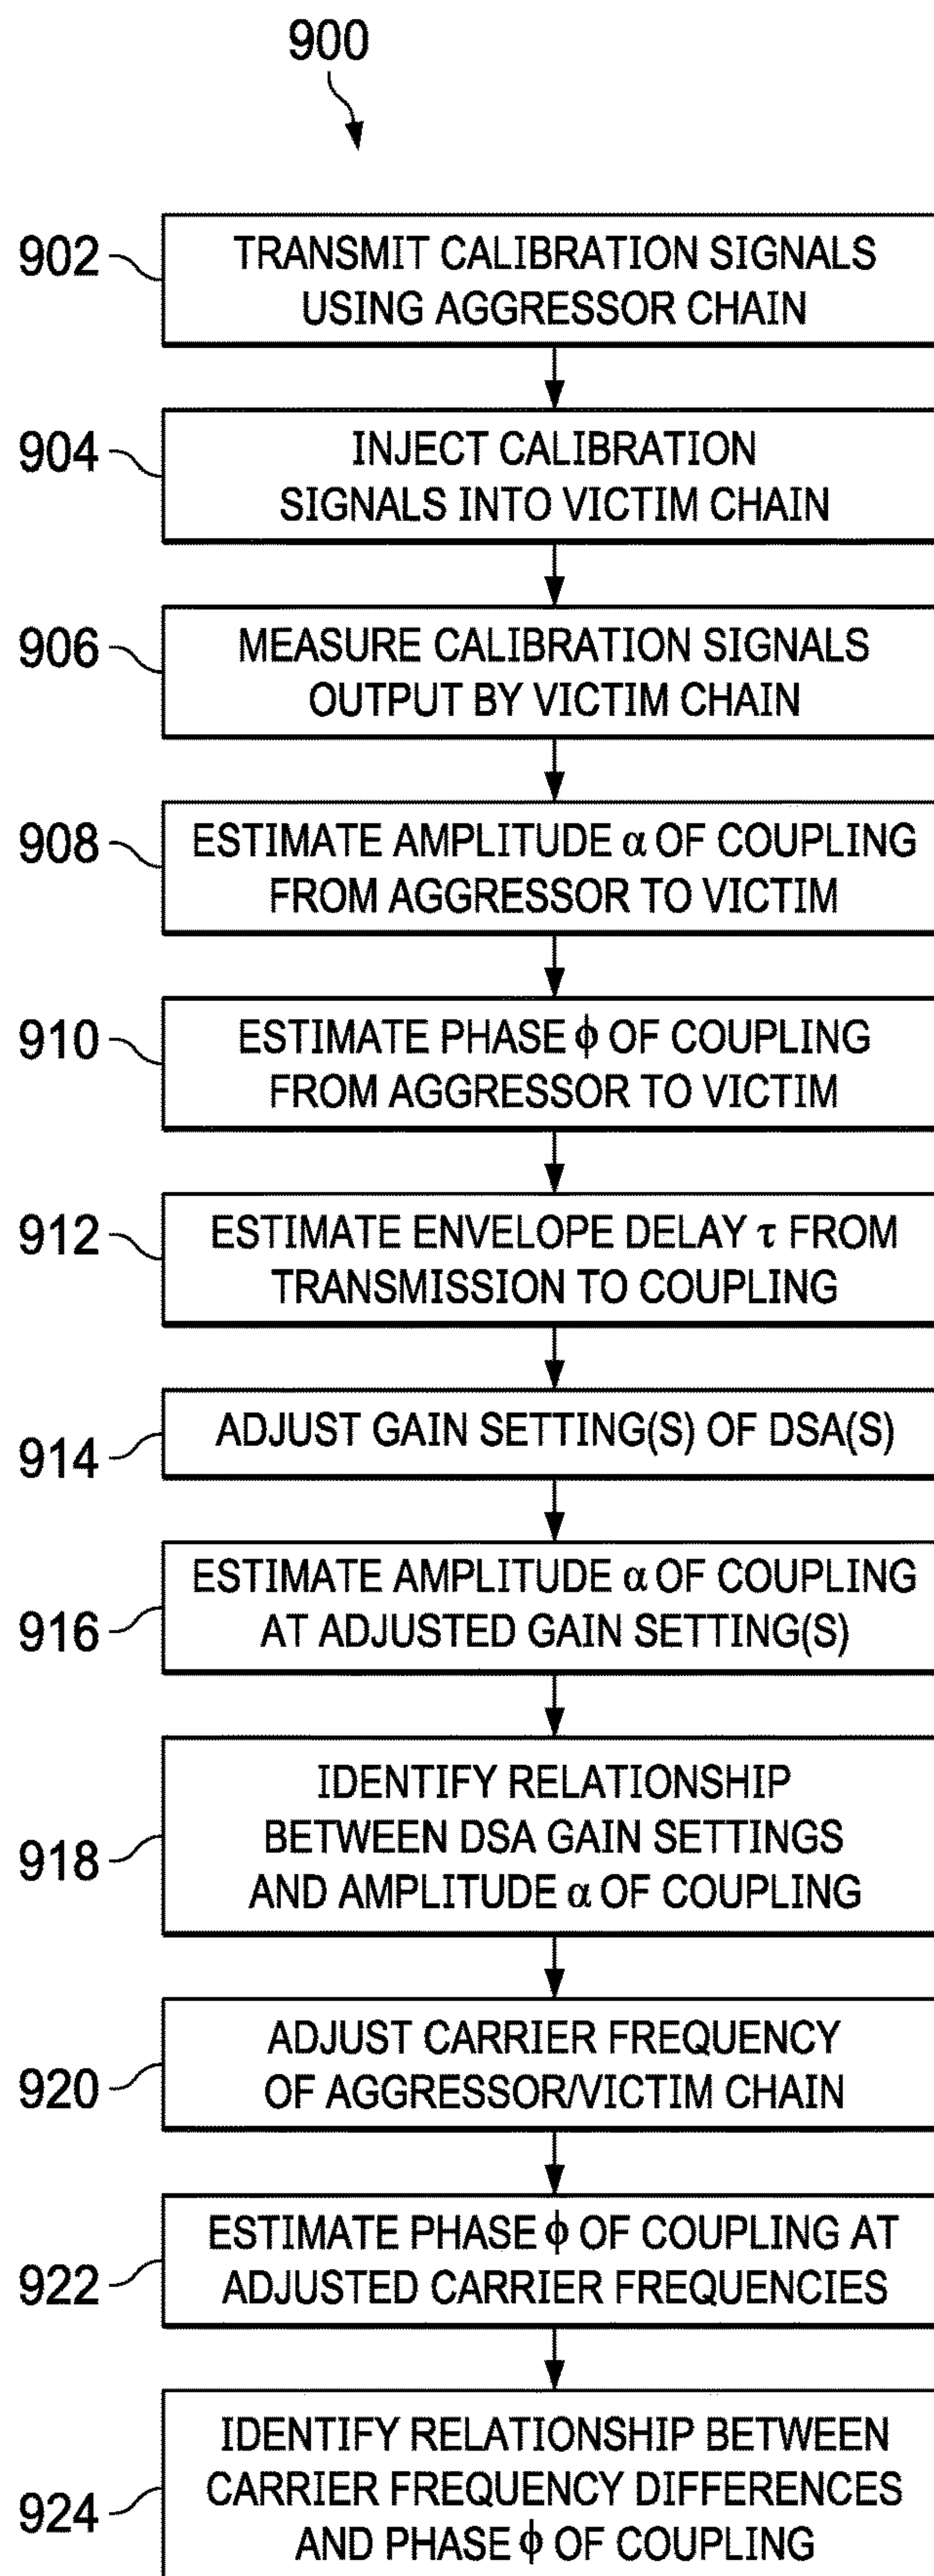 900
902
TRANSMIT CALIBRATION SIGNALS
USING AGGRESSOR CHAIN
904
INJECT CALIBRATION
SIGNALS INTO VICTIM CHAIN
906
MEASURE CALIBRATION SIGNALS
OUTPUT BY VICTIM CHAIN
908
ESTIMATE AMPLITUDE α OF COUPLING
FROM AGGRESSOR TO VICTIM
910
ESTIMATE PHASE ϕ OF COUPLING
FROM AGGRESSOR TO VICTIM
912
ESTIMATE ENVELOPE DELAY τ FROM
TRANSMISSION TO COUPLING
914
ADJUST GAIN SETTING(S) OF DSA(S)
916
ESTIMATE AMPLITUDE α OF COUPLING
AT ADJUSTED GAIN SETTING(S)
918
IDENTIFY RELATIONSHIP
BETWEEN DSA GAIN SETTINGS
AND AMPLITUDE α OF COUPLING
920
ADJUST CARRIER FREQUENCY
OF AGGRESSOR/VICTIM CHAIN
922
ESTIMATE PHASE ϕ OF COUPLING AT
ADJUSTED CARRIER FREQUENCIES
924
IDENTIFY RELATIONSHIP BETWEEN
CARRIER FREQUENCY DIFFERENCES
AND PHASE ϕ OF COUPLING